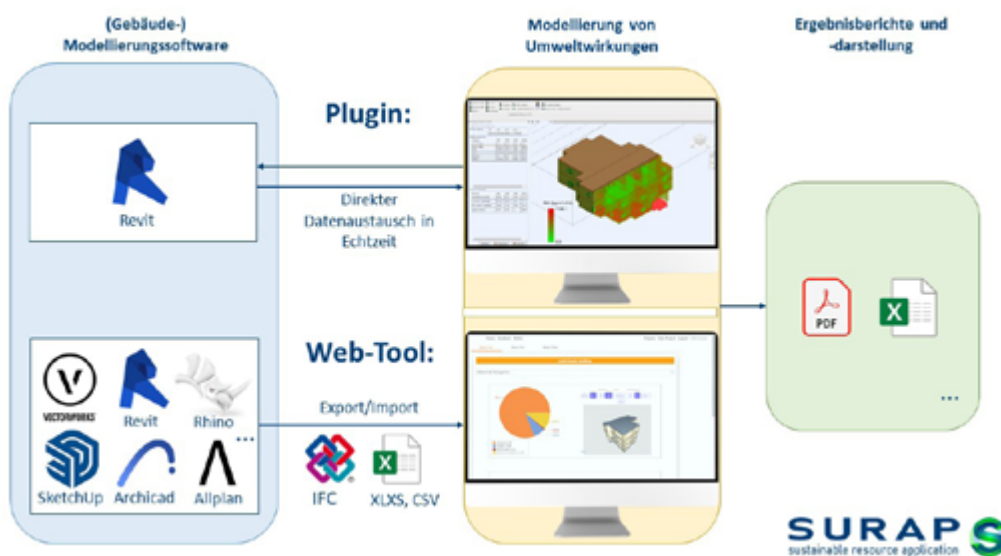 (Gebäude-)
Modellierungssoftware
Modellierung von
Umweltwirkungen
Ergebnisberichte und
-darstellung
Plugin:
Revit
Direkter
Datenaustausch in
Echtzeit
Web-Tool:
VECTORWORKS
Revit
Rhino
...
SketchUp
Archicad
Allplan
Export/Import
IFC
XLXS, CSV
PDF
X
X
...
SURAP
sustainable resource application